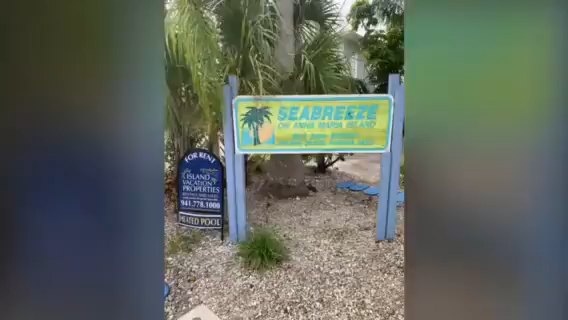 SEABREEZE
ON ANNA MARIA ISLAND
FOR RENT
ISLAND
VACATION
PROPERTIES
941.778.1000
HEATED POOL